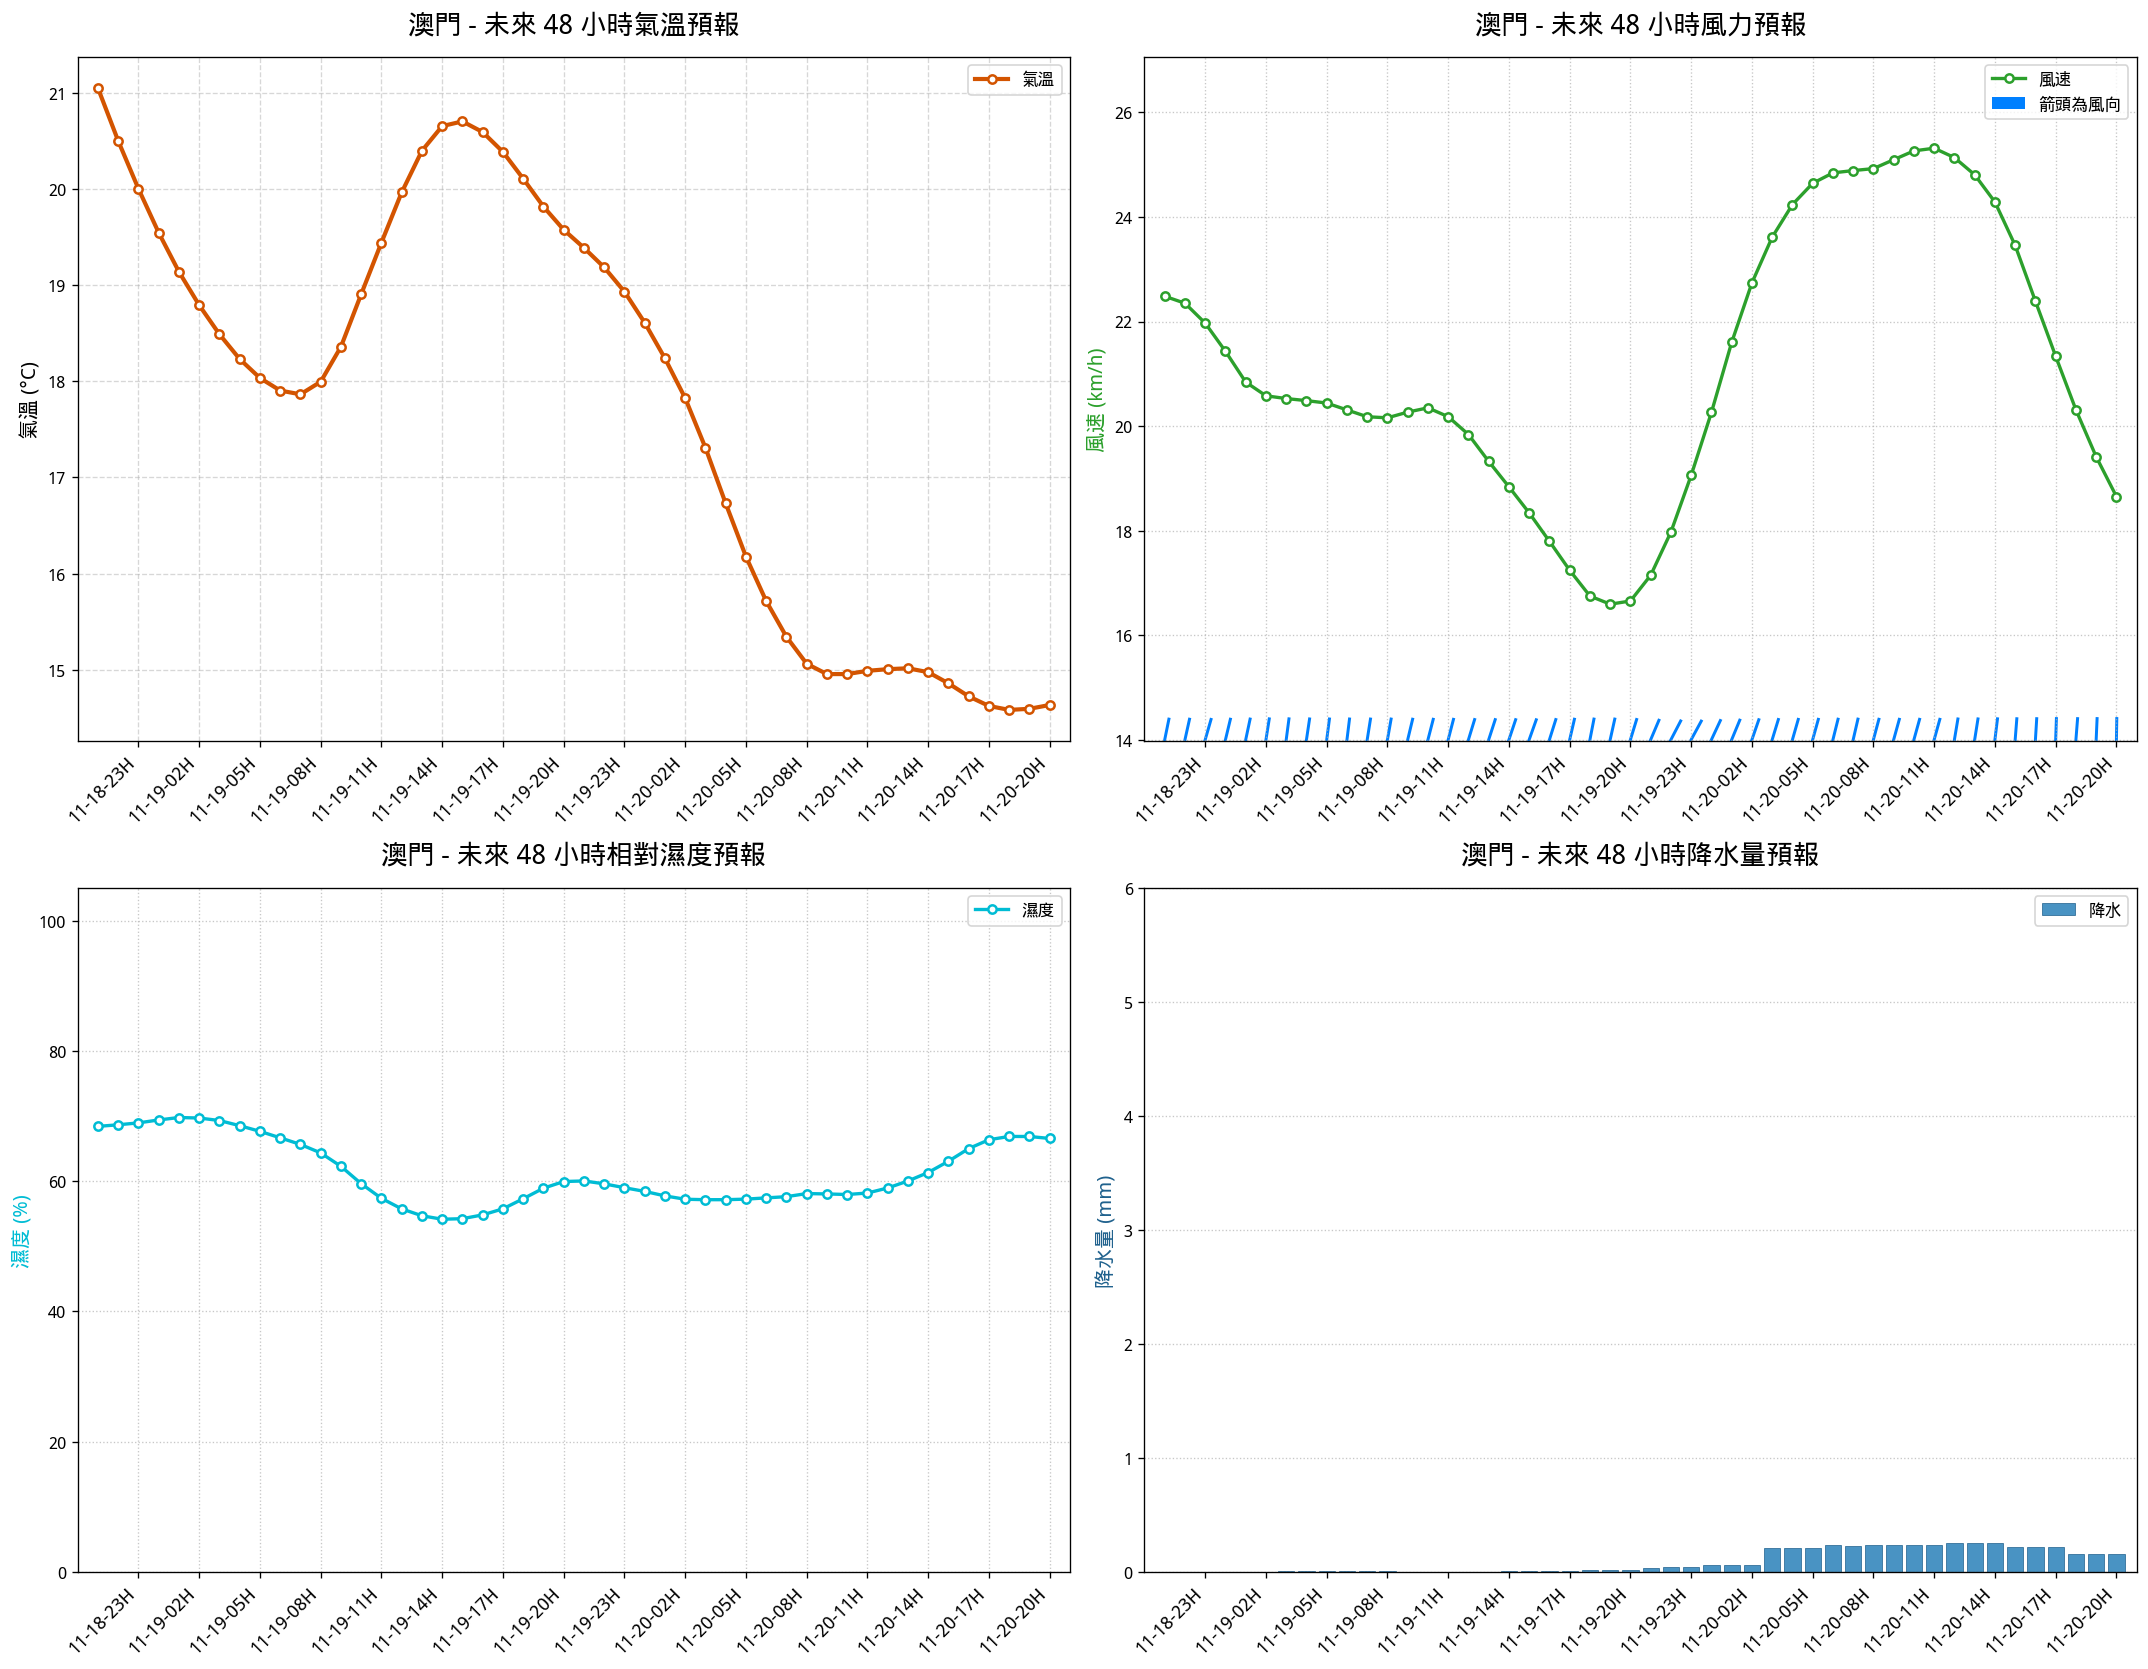 澳門 - 未來 48 小時氣溫預報
氣溫
氣溫 (°C)
21
20
19
18
17
16
15
11-18-23H
11-19-02H
11-19-05H
11-19-08H
11-19-11H
11-19-14H
11-19-17H
11-19-20H
11-19-23H
11-20-02H
11-20-05H
11-20-08H
11-20-11H
11-20-14H
11-20-17H
11-20-20H
澳門 - 未來 48 小時風力預報
風速
箭頭為風向
風速 (km/h)
26
24
22
20
18
16
14
11-18-23H
11-19-02H
11-19-05H
11-19-08H
11-19-11H
11-19-14H
11-19-17H
11-19-20H
11-19-23H
11-20-02H
11-20-05H
11-20-08H
11-20-11H
11-20-14H
11-20-17H
11-20-20H
澳門 - 未來 48 小時相對濕度預報
濕度
濕度 (%)
100
80
60
40
20
0
11-18-23H
11-19-02H
11-19-05H
11-19-08H
11-19-11H
11-19-14H
11-19-17H
11-19-20H
11-19-23H
11-20-02H
11-20-05H
11-20-08H
11-20-11H
11-20-14H
11-20-17H
11-20-20H
澳門 - 未來 48 小時降水量預報
降水
降水量 (mm)
6
5
4
3
2
1
0
11-18-23H
11-19-02H
11-19-05H
11-19-08H
11-19-11H
11-19-14H
11-19-17H
11-19-20H
11-19-23H
11-20-02H
11-20-05H
11-20-08H
11-20-11H
11-20-14H
11-20-17H
11-20-20H